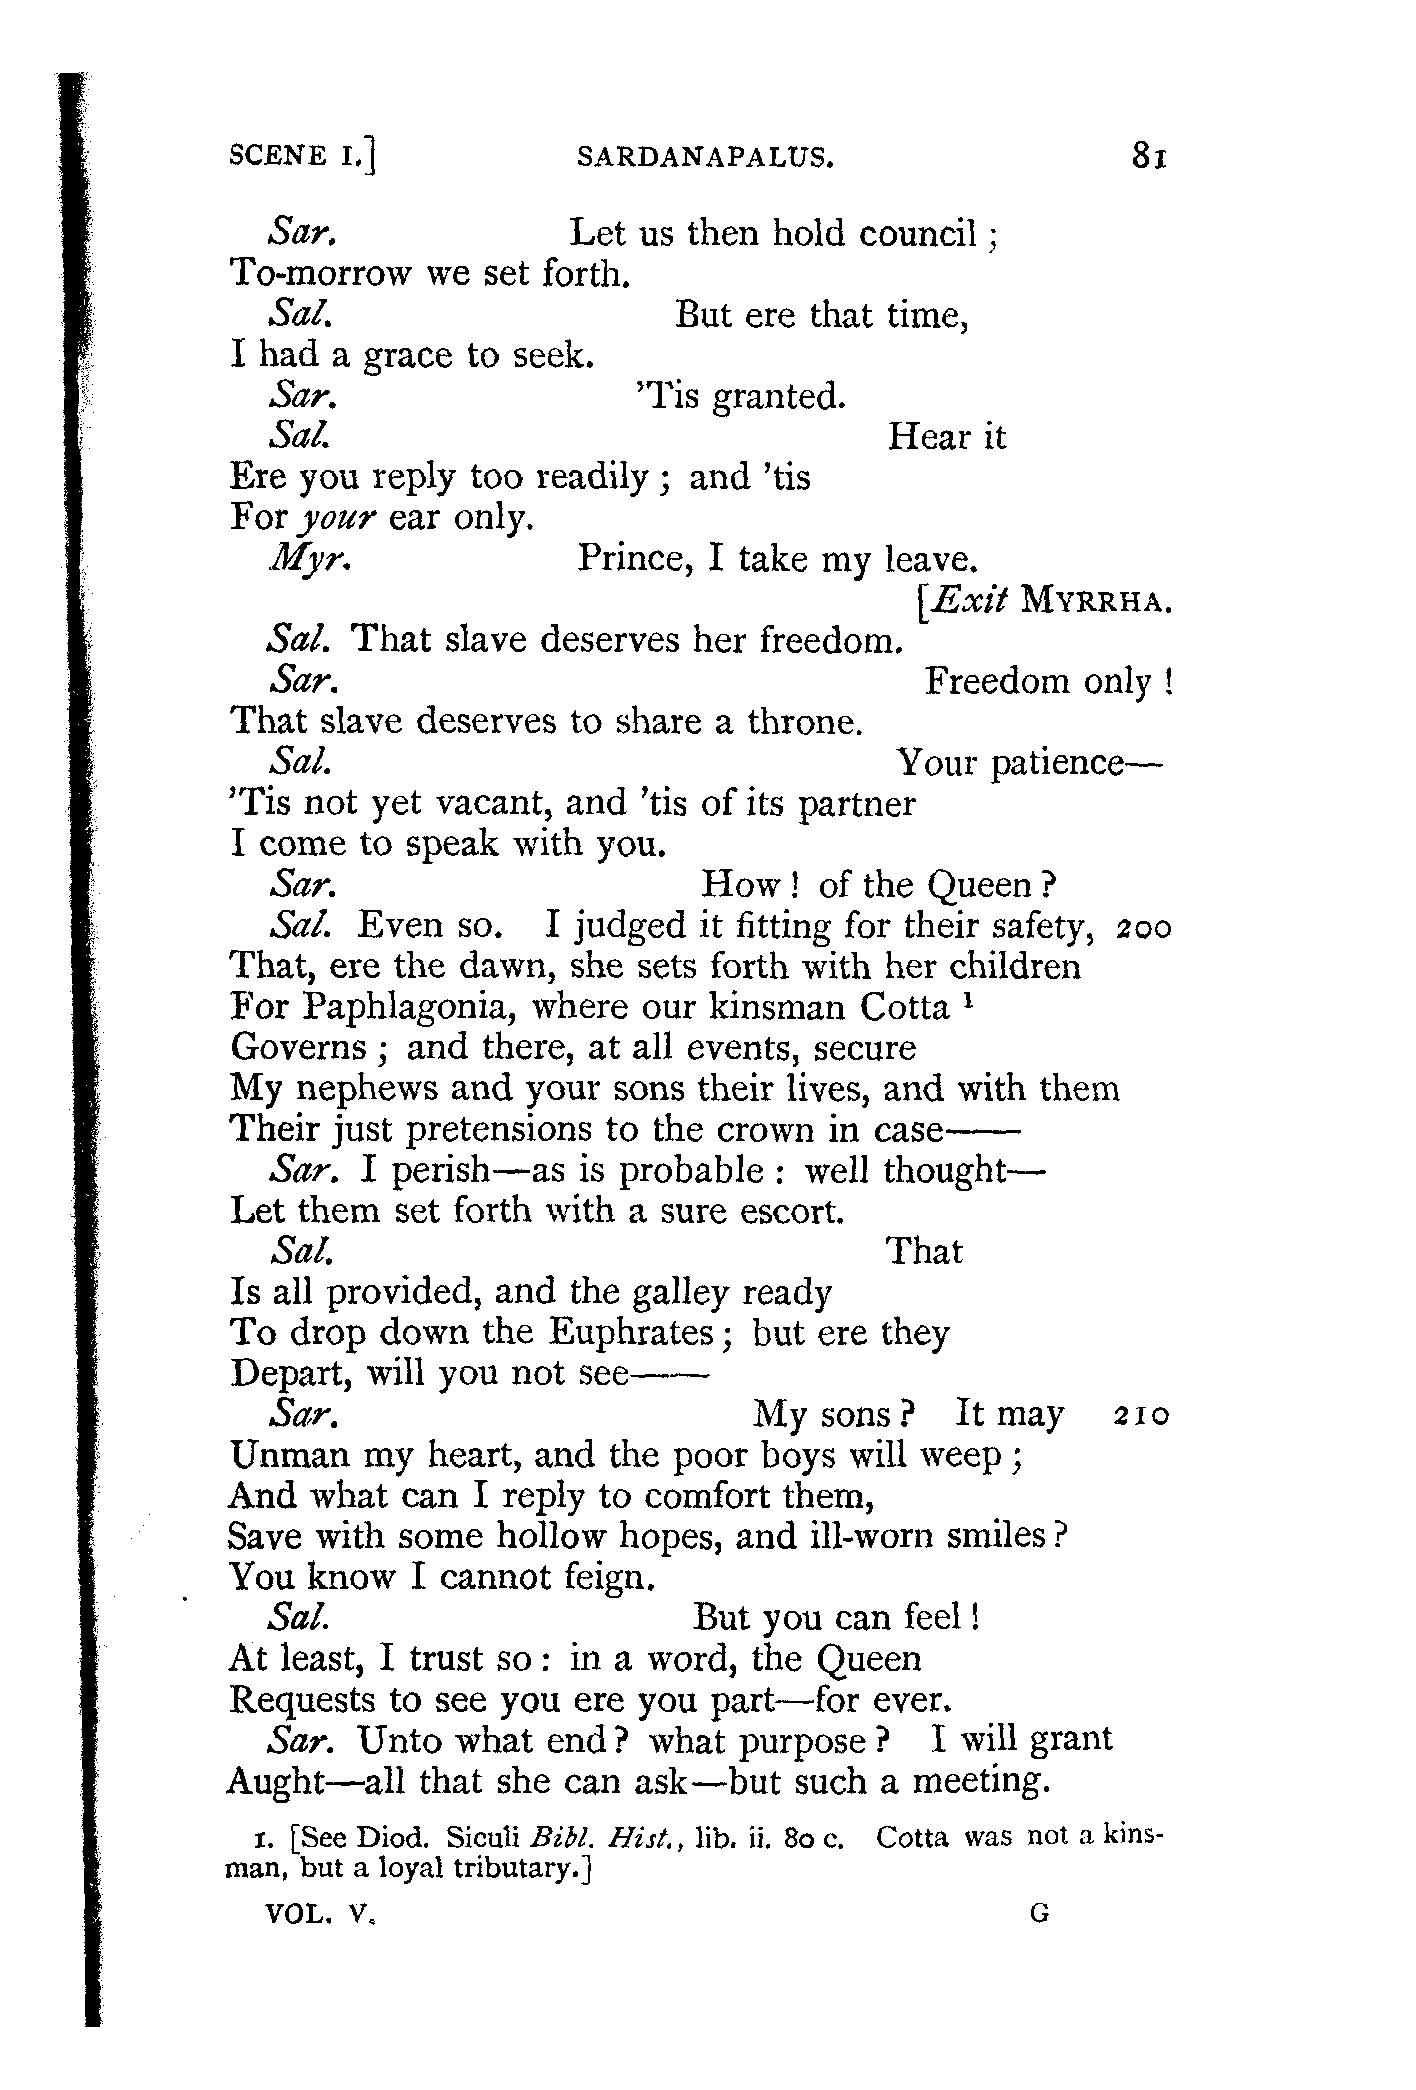 SCENE I.] SARDANAPALUS. 81
Sar. Let us then hold council ;
To-morrow we set forth.
Sal. But ere that time,
I had a grace to seek.
Sar. 'Tis granted.
Sal. Hear it
Ere you reply too readily ; and 'tis
For your ear only.
Myr. Prince, I take my leave.
[Exit MYRRHA.
Sal. That slave deserves her freedom.
Sar. Freedom only !
That slave deserves to share a throne.
Sal. Your patience—
'Tis not yet vacant, and 'tis of its partner
I come to speak with you.
Sar. How ! of the Queen ?
Sal. Even so. I judged it fitting for their safety, 200
That, ere the dawn, she sets forth with her children
For Paphlagonia, where our kinsman Cotta ¹
Governs ; and there, at all events, secure
My nephews and your sons their lives, and with them
Their just pretensions to the crown in case——
Sar. I perish—as is probable : well thought—
Let them set forth with a sure escort.
Sal. That
Is all provided, and the galley ready
To drop down the Euphrates ; but ere they
Depart, will you not see——
Sar. My sons ? It may 210
Unman my heart, and the poor boys will weep ;
And what can I reply to comfort them,
Save with some hollow hopes, and ill-worn smiles ?
You know I cannot feign.
Sal. But you can feel !
At least, I trust so : in a word, the Queen
Requests to see you ere you part—for ever.
Sar. Unto what end ? what purpose ? I will grant
Aught—all that she can ask—but such a meeting.
1. [See Diod. Siculi Bibl. Hist., lib. ii. 80 c. Cotta was not a kins-
man, but a loyal tributary.]
VOL. V. G